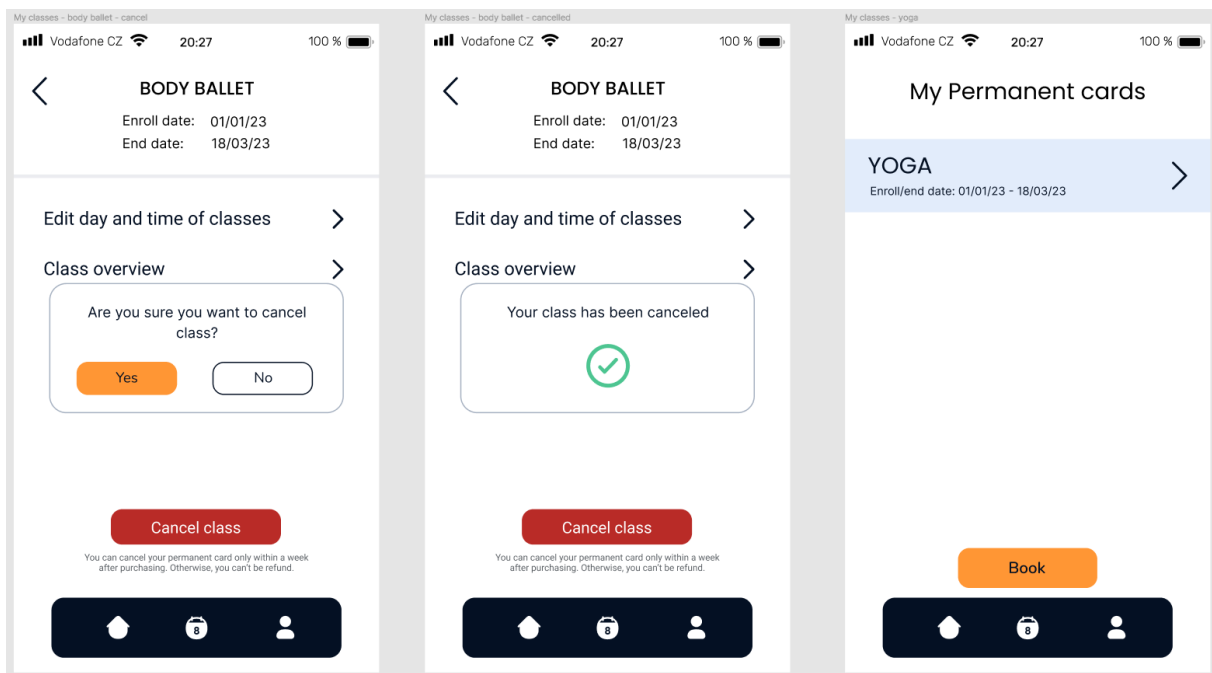 My classes - body ballet - cancel
Vodafone CZ 20:27 100 %
BODY BALLET
Enroll date: 01/01/23
End date: 18/03/23
Edit day and time of classes
Class overview
Are you sure you want to cancel
class?
Yes No
Cancel class
You can cancel your permanent card only within a week
after purchasing. Otherwise, you can't be refund.
8
My classes - body ballet - cancelled
Vodafone CZ 20:27 100 %
BODY BALLET
Enroll date: 01/01/23
End date: 18/03/23
Edit day and time of classes
Class overview
Your class has been canceled
Cancel class
You can cancel your permanent card only within a week
after purchasing. Otherwise, you can't be refund.
8
My classes - yoga
Vodafone CZ 20:27 100 %
My Permanent cards
YOGA
Enroll/end date: 01/01/23 - 18/03/23
Book
8